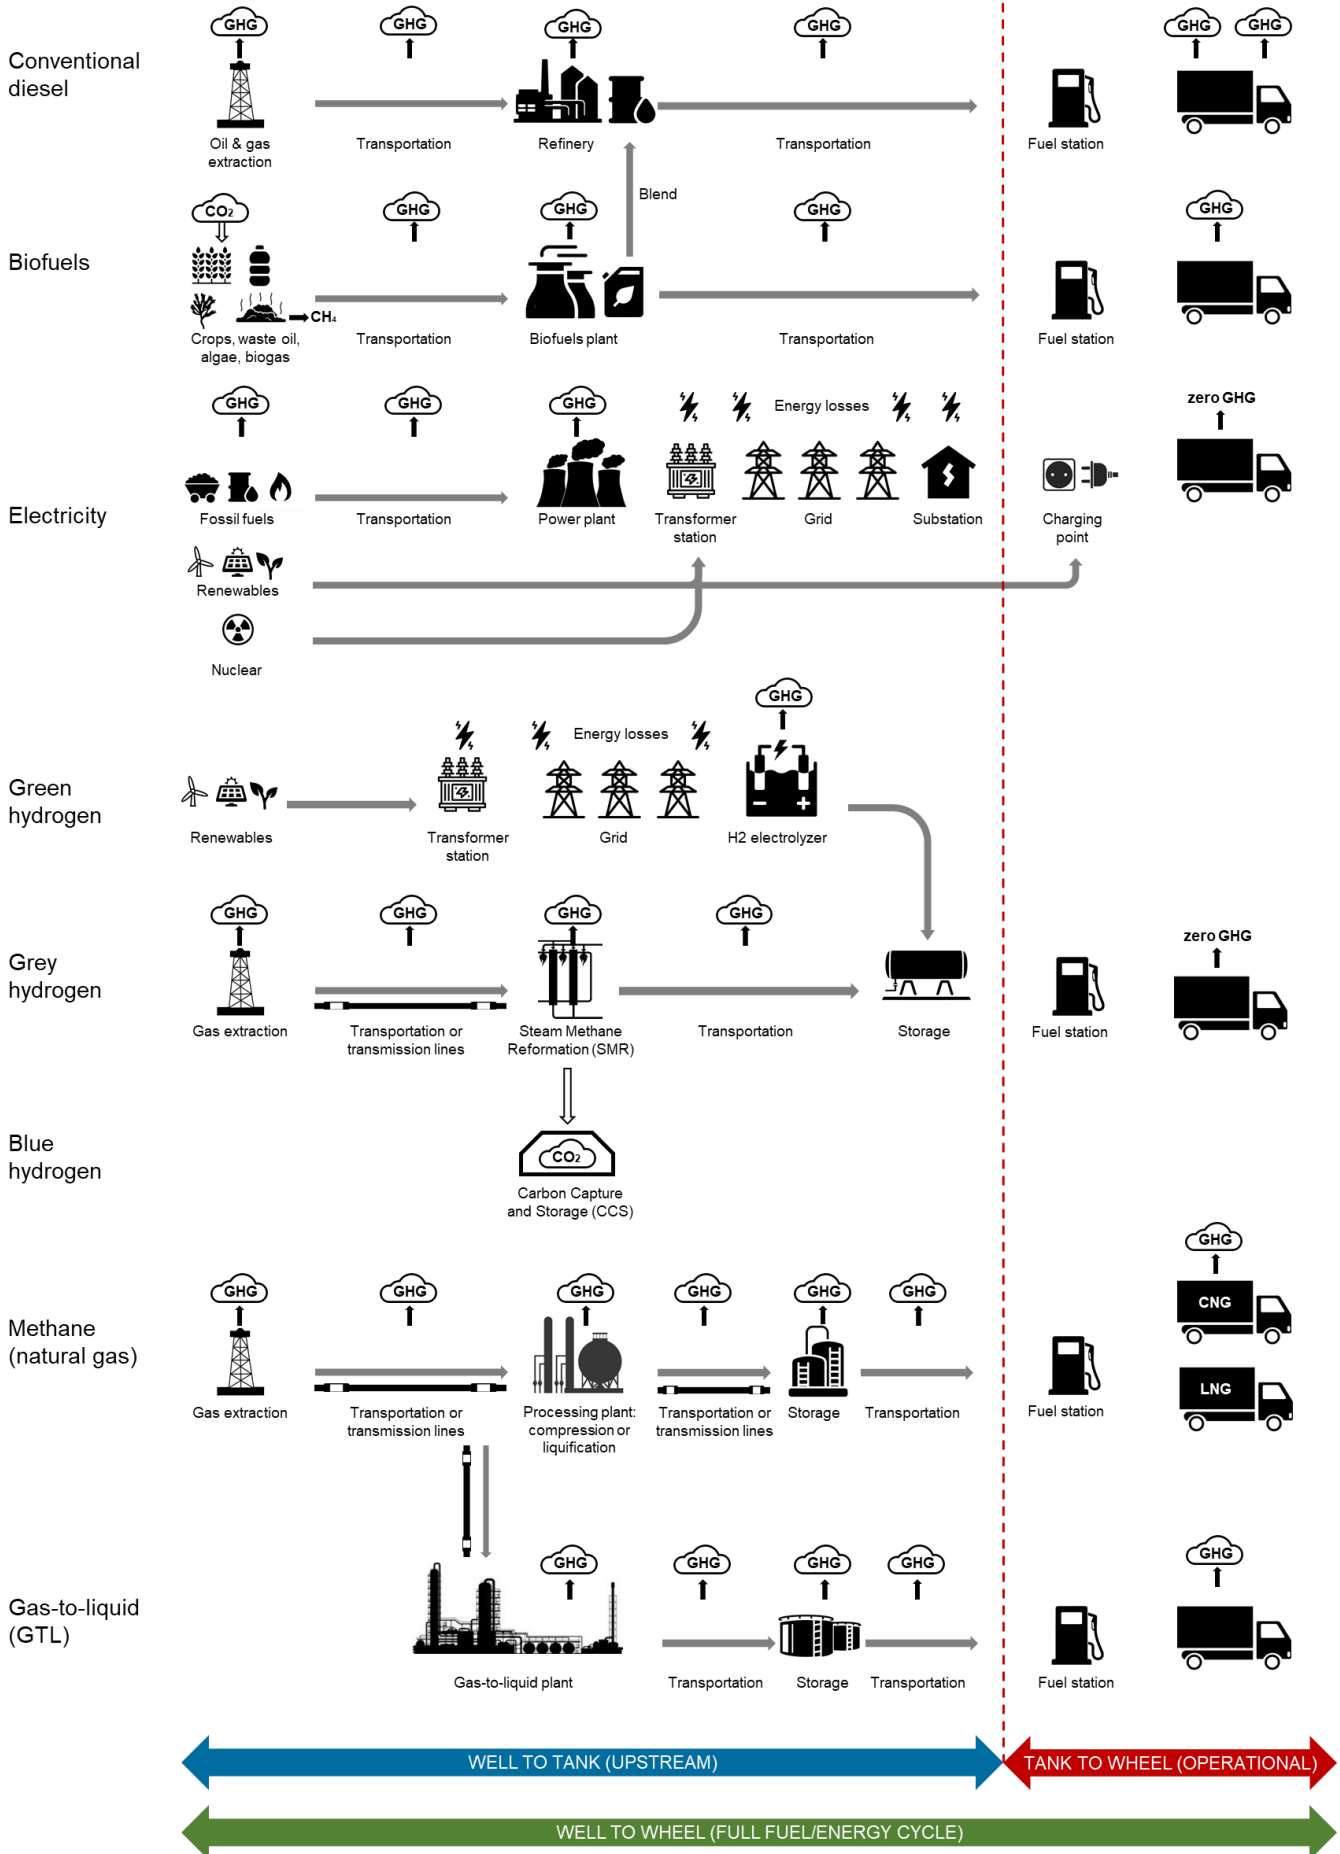 GHG
GHG
GHG
GHG
GHG
GHG
Conventional
diesel
Oil & gas
extraction
Transportation
Refinery
Transportation
Fuel station
Blend
CO₂
GHG
GHG
GHG
GHG
Biofuels
CH₄
Crops, waste oil,
algae, biogas
Transportation
Biofuels plant
Transportation
Fuel station
GHG
GHG
GHG
Energy losses
zero GHG
Electricity
Fossil fuels
Transportation
Power plant
Transformer
station
Grid
Substation
Charging
point
Renewables
Nuclear
GHG
Energy losses
Green
hydrogen
Renewables
Transformer
station
Grid
H2 electrolyzer
GHG
GHG
GHG
GHG
zero GHG
Grey
hydrogen
Gas extraction
Transportation or
transmission lines
Steam Methane
Reformation (SMR)
Transportation
Storage
Fuel station
Blue
hydrogen
CO₂
Carbon Capture
and Storage (CCS)
GHG
GHG
GHG
GHG
GHG
GHG
GHG
CNG
Methane
(natural gas)
LNG
Gas extraction
Transportation or
transmission lines
Processing plant:
compression or
liquification
Transportation or
transmission lines
Storage
Transportation
Fuel station
GHG
GHG
GHG
GHG
GHG
Gas-to-liquid
(GTL)
Gas-to-liquid plant
Transportation
Storage
Transportation
Fuel station
WELL TO TANK (UPSTREAM)
TANK TO WHEEL (OPERATIONAL)
WELL TO WHEEL (FULL FUEL/ENERGY CYCLE)